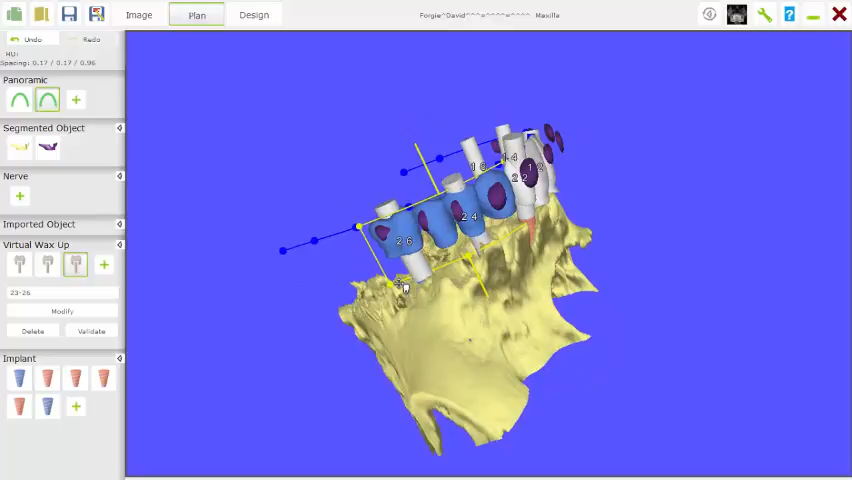 Image
Plan
Design
Forgie^David^^^=^^^^=^^^^ Maxilla
Undo
Redo
HU:
Spacing: 0.17 / 0.17 / 0.96
Panoramic
Segmented Object
Nerve
Imported Object
Virtual Wax Up
23-26
Modify
Delete
Validate
Implant
1 4
1 2
2 2
2 4
2 6